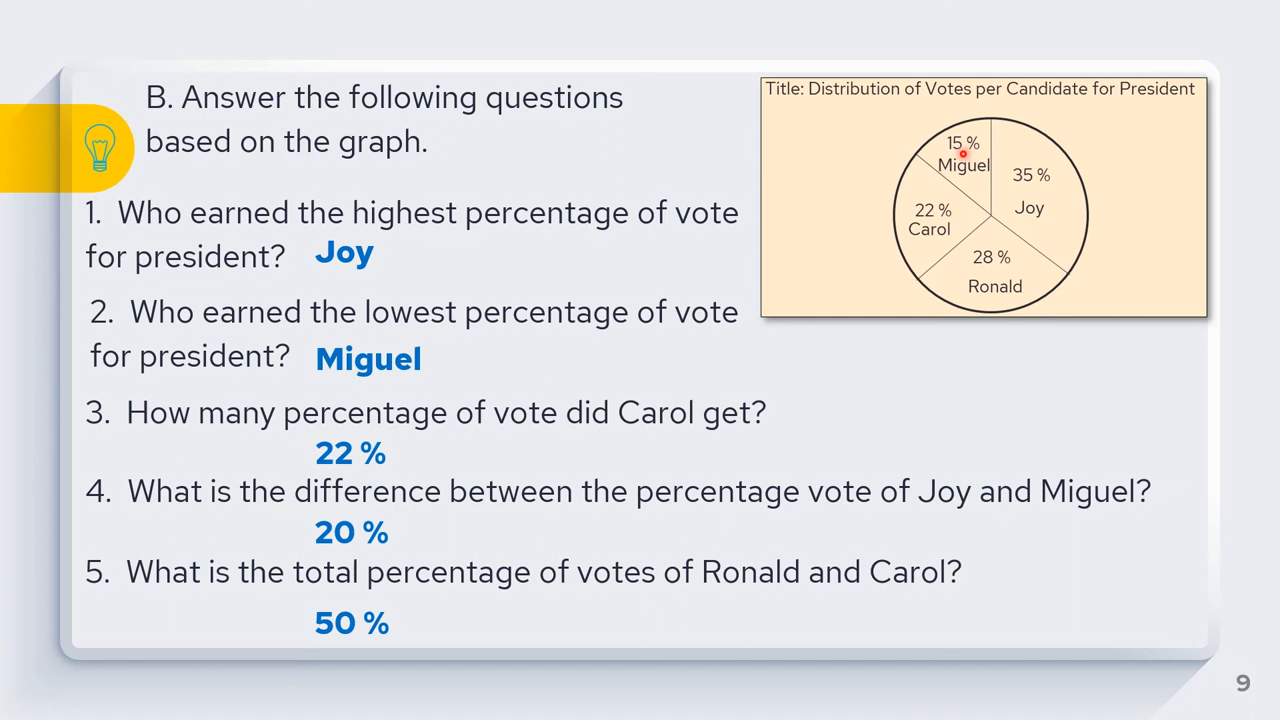 B. Answer the following questions
based on the graph.
Title: Distribution of Votes per Candidate for President
15 %
Miguel
35 %
Joy
22 %
Carol
28 %
Ronald
1. Who earned the highest percentage of vote
for president? Joy
2. Who earned the lowest percentage of vote
for president? Miguel
3. How many percentage of vote did Carol get?
22 %
4. What is the difference between the percentage vote of Joy and Miguel?
20 %
5. What is the total percentage of votes of Ronald and Carol?
50 %
9